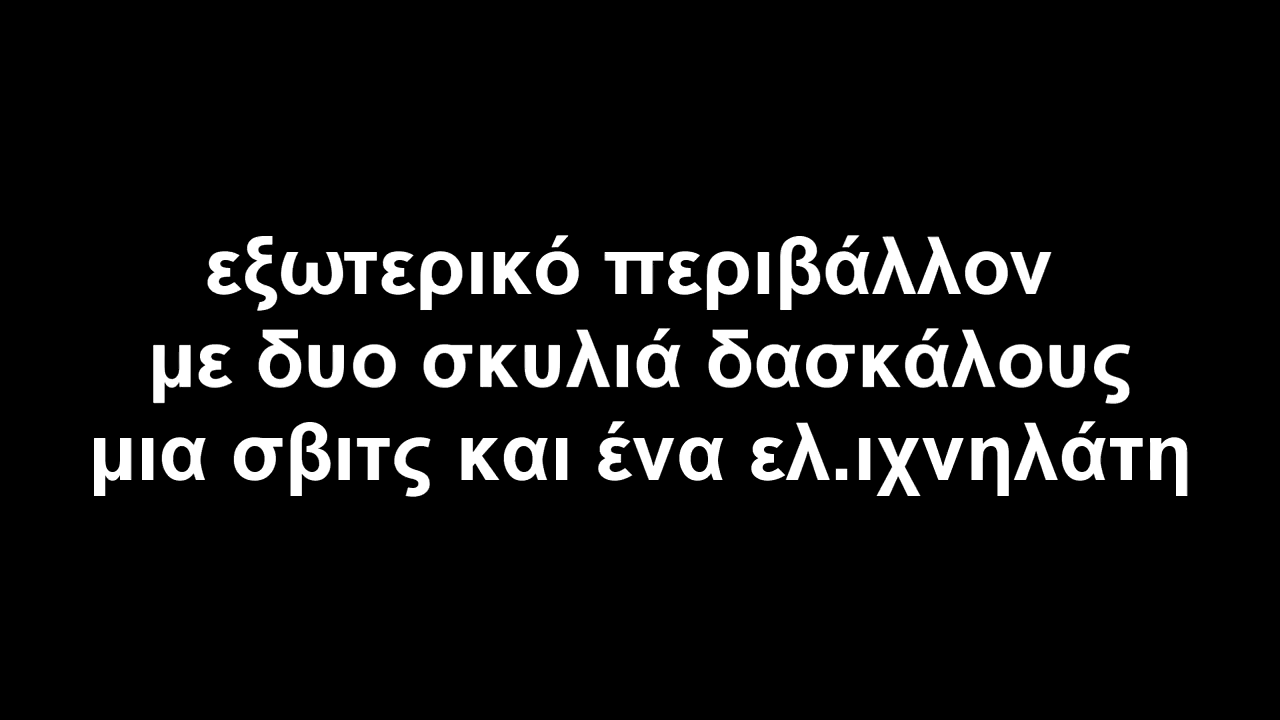 εξωτερικό περιβάλλον
με δυο σκυλιά δασκάλους
μια σβιτς και ένα ελ.ιχνηλάτη